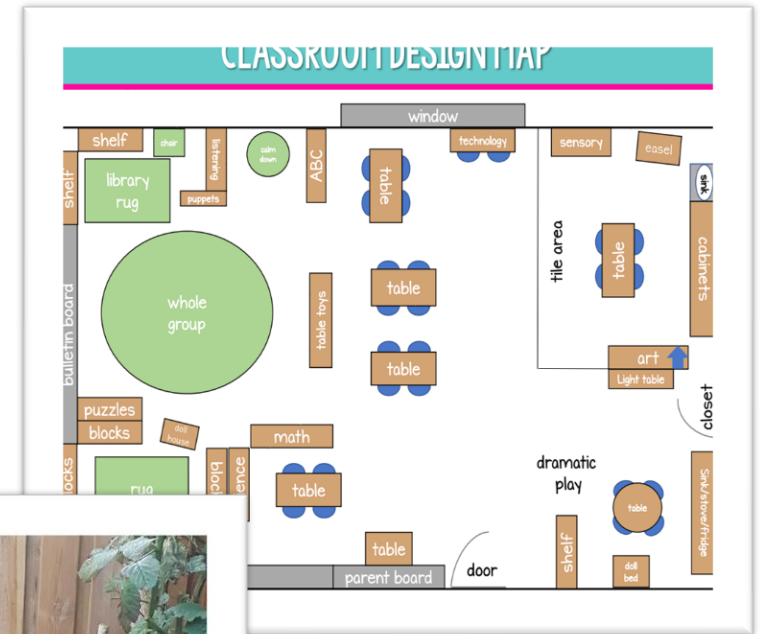 CLASSROOM DESIGN MAP
window
shelf
chair
listening
calm
down
ABC
technology
sensory
easel
shelf
library
rug
puppets
table
sink
tile area
table
cabinets
whole
group
table
bulletin board
table toys
table
art
Light table
closet
puzzles
blocks
doll
house
math
dramatic
play
table
table
Sink/stove/fridge
shelf
doll
bed
table
parent board
door
rug